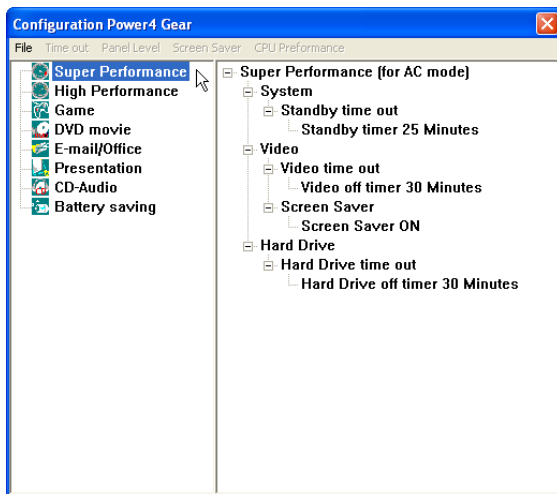 Configuration Power4 Gear
File Time out Panel Level Screen Saver CPU Preformance
Super Performance
High Performance
Game
DVD movie
E-mail/Office
Presentation
CD-Audio
Battery saving
Super Performance (for AC mode)
System
Standby time out
Standby timer 25 Minutes
Video
Video time out
Video off timer 30 Minutes
Screen Saver
Screen Saver ON
Hard Drive
Hard Drive time out
Hard Drive off timer 30 Minutes